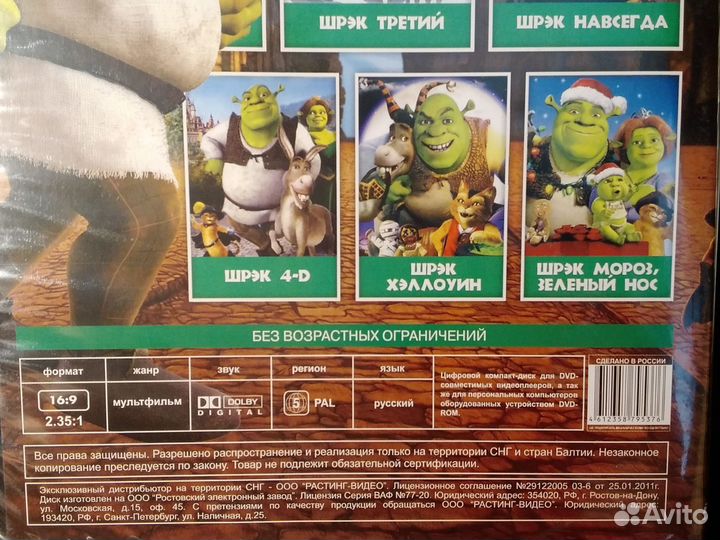 ШРЭК ТРЕТИЙ
ШРЭК НАВСЕГДА
ШРЭК 4-D
ШРЭК
ХЭЛЛОУИН
ШРЭК МОРОЗ,
ЗЕЛЕНЫЙ НОС
БЕЗ ВОЗРАСТНЫХ ОГРАНИЧЕНИЙ
формат
жанр
звук
регион
язык
16:9
2.35:1
мультфильм
DOLBY
DIGITAL
5 PAL
русский
Цифровой компакт-диск для DVD-
совместимых видеоплееров, а так
же для персональных компьютеров
оборудованных устройством DVD-
ROM.
СДЕЛАНО В РОССИИ
4 612358 795376
Все права защищены. Разрешено распространение и реализация только на территории СНГ и стран Балтии. Незаконное
копирование преследуется по закону. Товар не подлежит обязательной сертификации.
Эксклюзивный дистрибьютор на территории СНГ - ООО "РАСТИНГ-ВИДЕО". Лицензионное соглашение №29122005 03-6 от 25.01.2011г.
Диск изготовлен на ООО "Ростовский электронный завод". Лицензия Серия ВАФ №77-20. Юридический адрес: 354020, РФ, г. Ростов-на-Дону,
ул. Московская, д.15, оф. 45. С претензиями по качеству продукции обращаться ООО "РАСТИНГ-ВИДЕО". Юридический адрес:
193420, РФ, г. Санкт-Петербург, ул. Наличная, д.25.
Avito